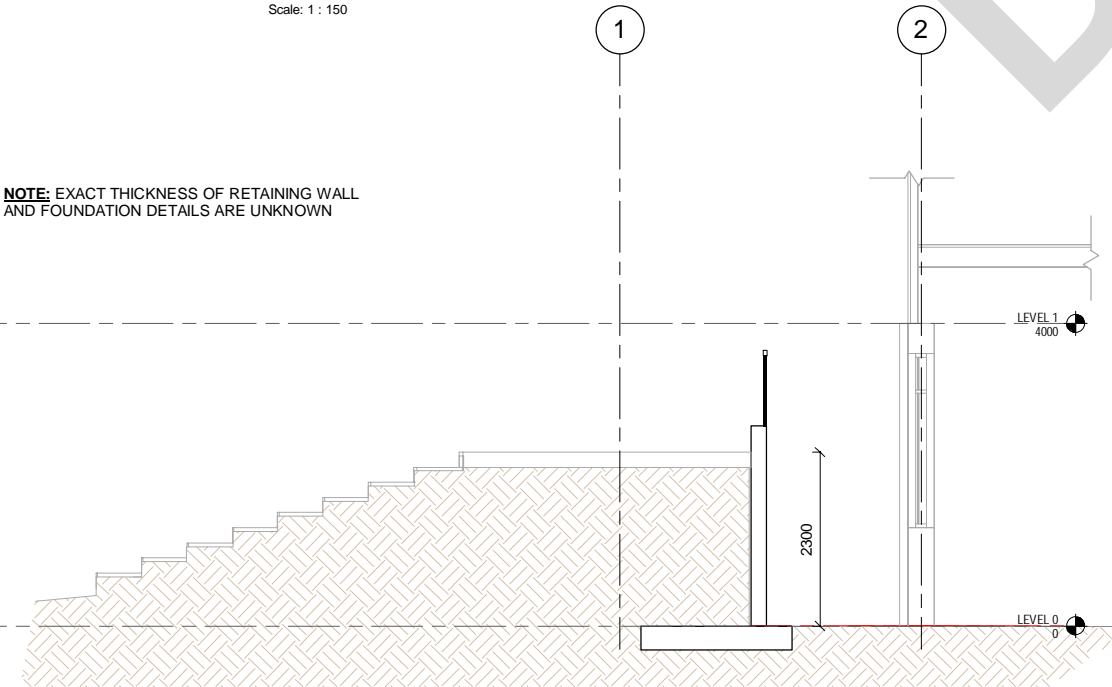 Scale: 1 : 150
1
2
NOTE: EXACT THICKNESS OF RETAINING WALL
AND FOUNDATION DETAILS ARE UNKNOWN
LEVEL 1
4000
2300
LEVEL 0
0